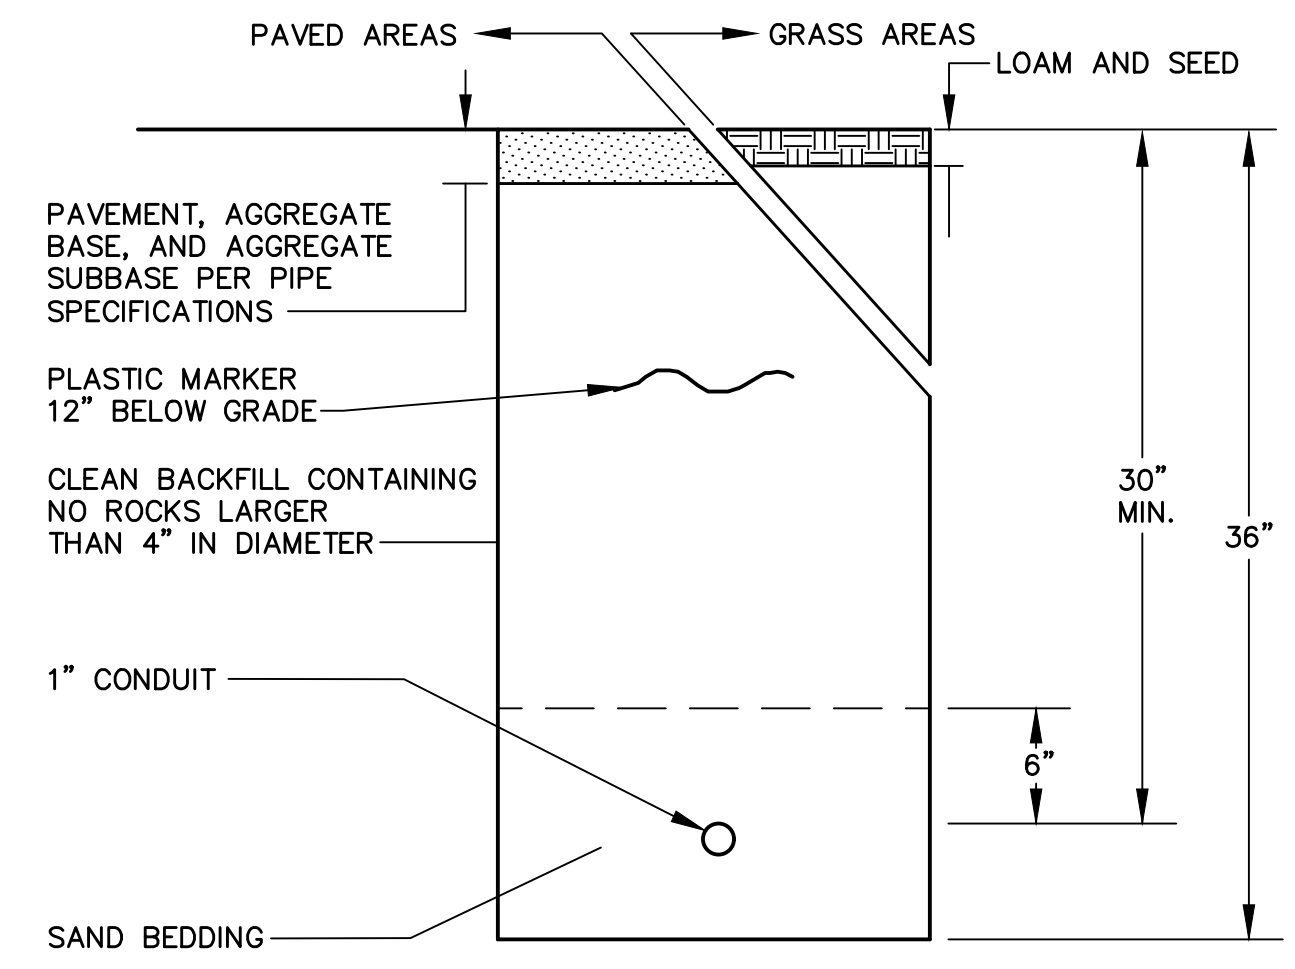 PAVED AREAS
GRASS AREAS
LOAM AND SEED
PAVEMENT, AGGREGATE
BASE, AND AGGREGATE
SUBBASE PER PIPE
SPECIFICATIONS
PLASTIC MARKER
12” BELOW GRADE
CLEAN BACKFILL CONTAINING
NO ROCKS LARGER
THAN 4” IN DIAMETER
30”
MIN.
36”
1” CONDUIT
6”
SAND BEDDING